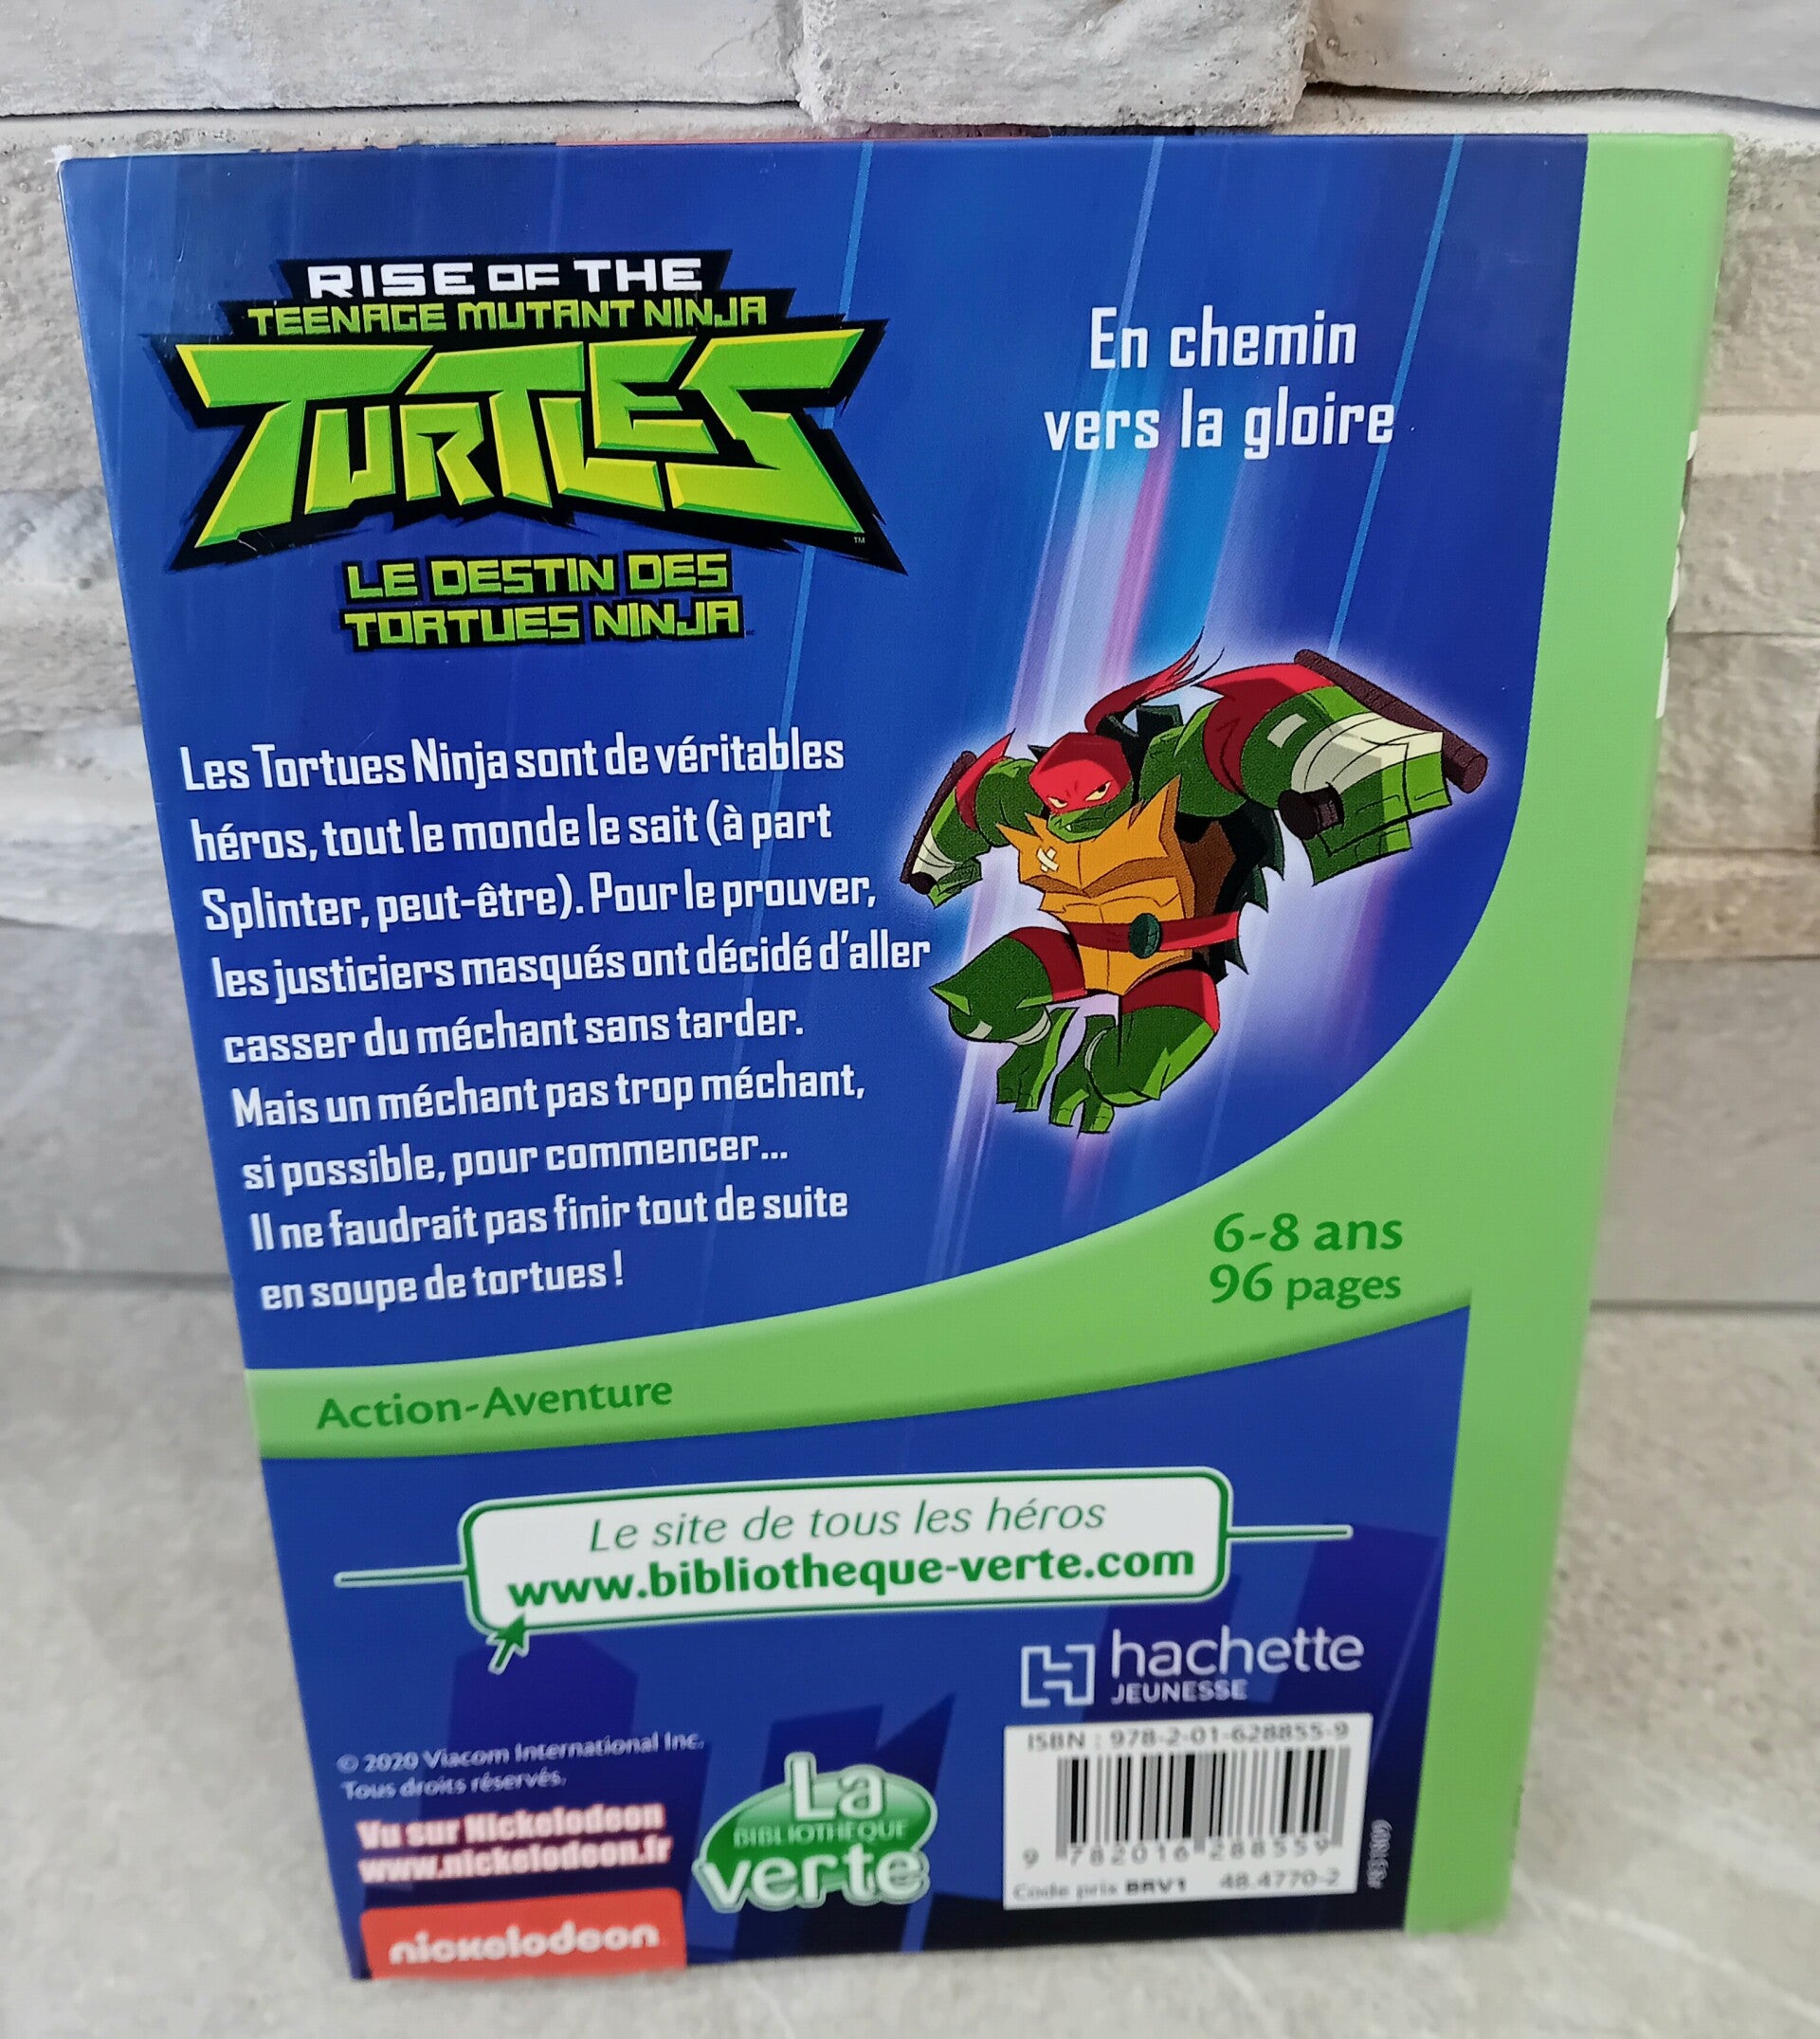 RISE OF THE
TEENAGE MUTANT NINJA
TURTLES
TM
LE DESTIN DES
TORTUES NINJA
En chemin
vers la gloire
Les Tortues Ninja sont de véritables
héros, tout le monde le sait (à part
Splinter, peut-être). Pour le prouver,
les justiciers masqués ont décidé d'aller
casser du méchant sans tarder.
Mais un méchant pas trop méchant,
si possible, pour commencer...
Il ne faudrait pas finir tout de suite
en soupe de tortues !
6-8 ans
96 pages
Action-Aventure
Le site de tous les héros
www.bibliotheque-verte.com
hachette
JEUNESSE
© 2020 Viacom International Inc.
Tous droits réservés.
Vu sur Nickelodeon
www.nickelodeon.fr
nickelodeon
La
BIBLIOTHEQUE
verte
ISBN : 978-2-01-628855-9
9 782016 288559
Code prix BRV1 48.4770-2